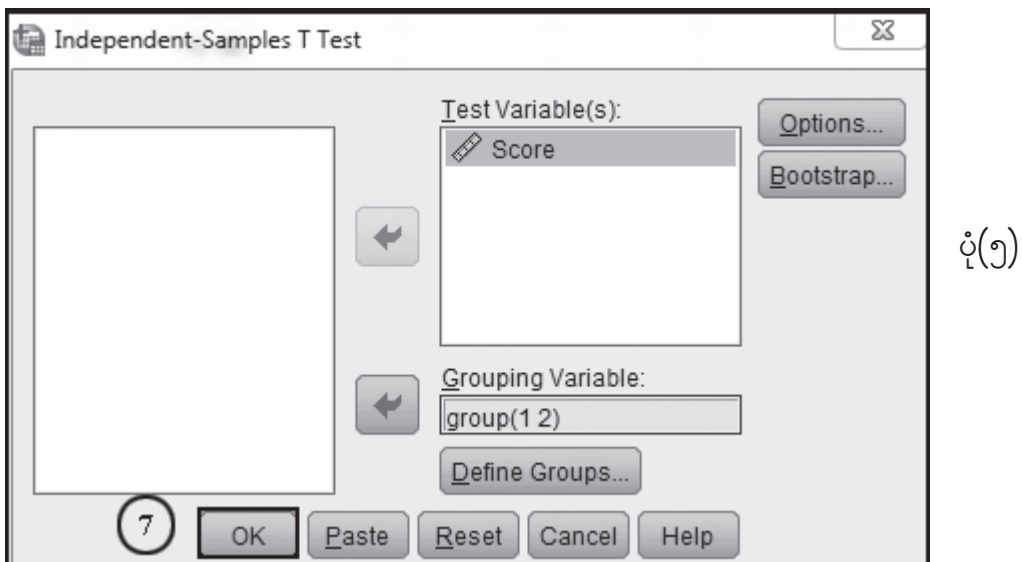 Independent-Samples T Test
Test Variable(s):
Options...
Score
Bootstrap...
ပုံ(၅)
Grouping Variable:
group(1 2)
Define Groups...
7
OK
Paste
Reset
Cancel
Help